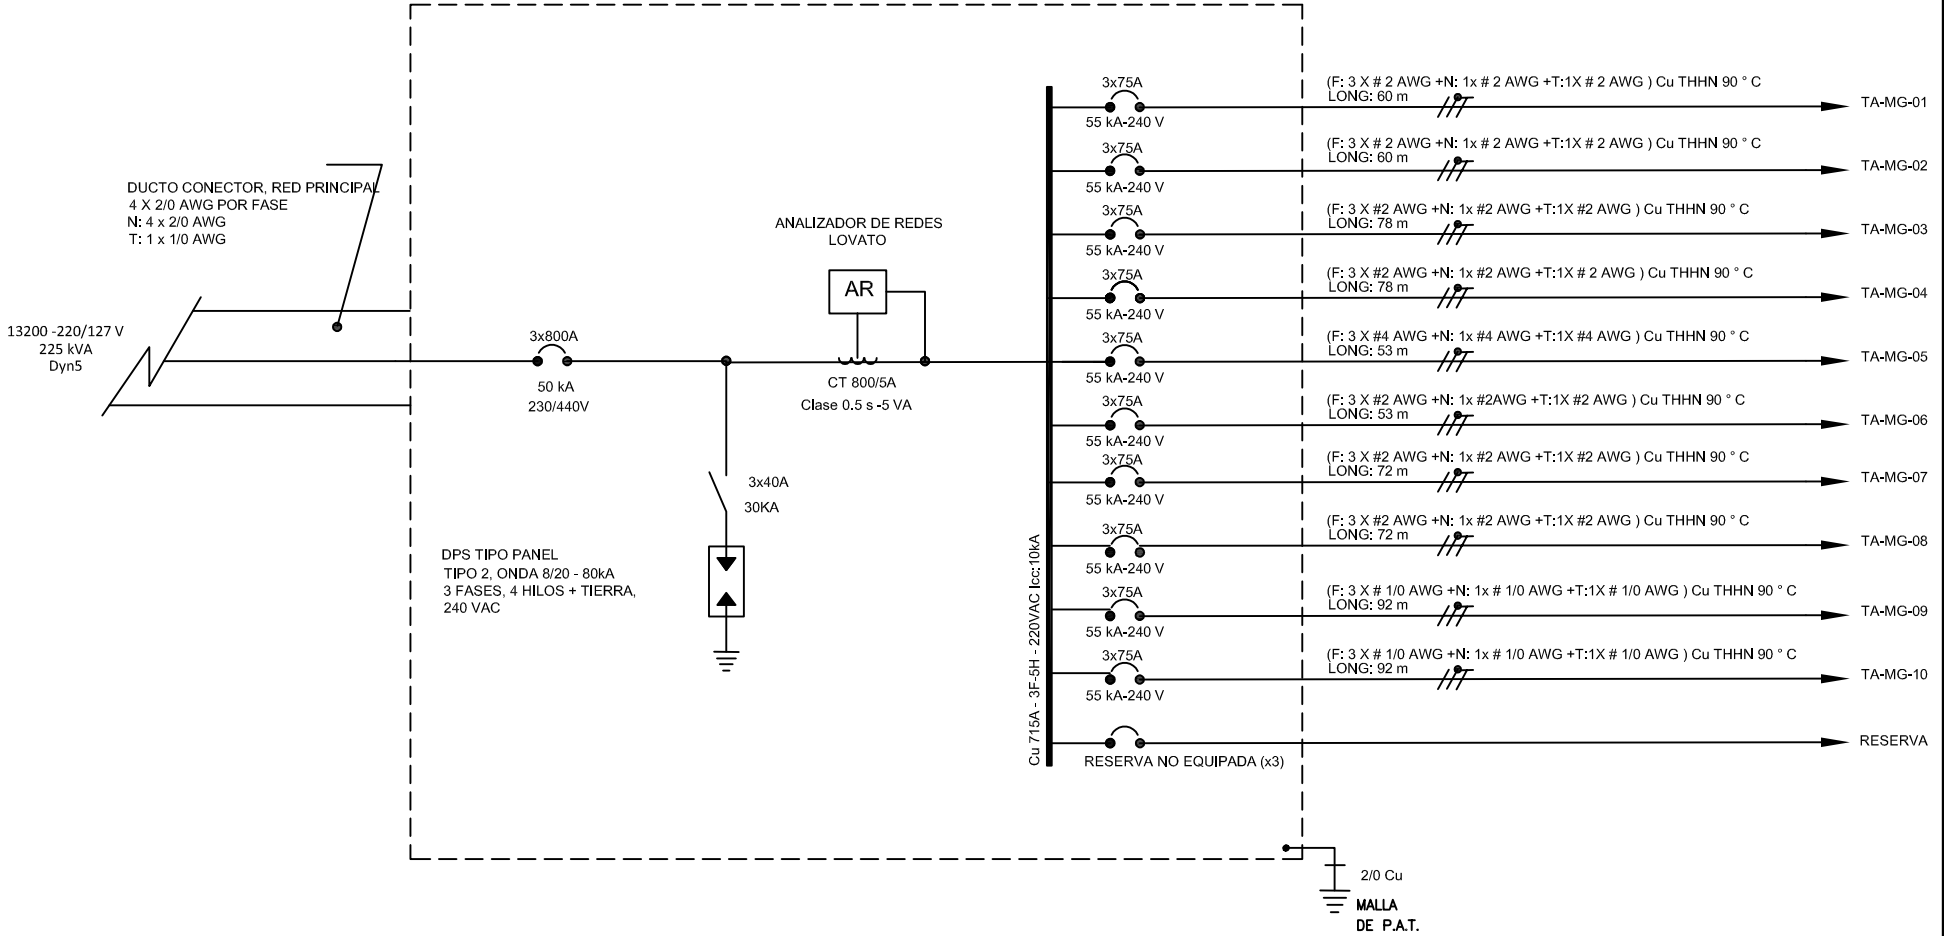 DUCTO CONECTOR, RED PRINCIPAL
4 X 2/0 AWG POR FASE
N: 4 x 2/0 AWG
T: 1 x 1/0 AWG
13200 -220/127 V
225 kVA
Dyn5
3x800A
50 kA
230/440V
ANALIZADOR DE REDES
LOVATO
AR
CT 800/5A
Clase 0.5 s -5 VA
3x40A
30KA
DPS TIPO PANEL
TIPO 2, ONDA 8/20 - 80kA
3 FASES, 4 HILOS + TIERRA,
240 VAC
Cu 715A - 3F-5H - 220VAC Icc:10kA
3x75A
55 kA-240 V
(F: 3 X # 2 AWG +N: 1x # 2 AWG +T:1X # 2 AWG ) Cu THHN 90 ° C
LONG: 60 m
TA-MG-01
3x75A
55 kA-240 V
(F: 3 X # 2 AWG +N: 1x # 2 AWG +T:1X # 2 AWG ) Cu THHN 90 ° C
LONG: 60 m
TA-MG-02
3x75A
55 kA-240 V
(F: 3 X #2 AWG +N: 1x #2 AWG +T:1X #2 AWG ) Cu THHN 90 ° C
LONG: 78 m
TA-MG-03
3x75A
55 kA-240 V
(F: 3 X #2 AWG +N: 1x #2 AWG +T:1X # 2 AWG ) Cu THHN 90 ° C
LONG: 78 m
TA-MG-04
3x75A
55 kA-240 V
(F: 3 X #4 AWG +N: 1x #4 AWG +T:1X #4 AWG ) Cu THHN 90 ° C
LONG: 53 m
TA-MG-05
3x75A
55 kA-240 V
(F: 3 X #2 AWG +N: 1x #2AWG +T:1X #2 AWG ) Cu THHN 90 ° C
LONG: 53 m
TA-MG-06
3x75A
55 kA-240 V
(F: 3 X #2 AWG +N: 1x #2 AWG +T:1X #2 AWG ) Cu THHN 90 ° C
LONG: 72 m
TA-MG-07
3x75A
55 kA-240 V
(F: 3 X #2 AWG +N: 1x #2 AWG +T:1X #2 AWG ) Cu THHN 90 ° C
LONG: 72 m
TA-MG-08
3x75A
55 kA-240 V
(F: 3 X # 1/0 AWG +N: 1x # 1/0 AWG +T:1X # 1/0 AWG ) Cu THHN 90 ° C
LONG: 92 m
TA-MG-09
3x75A
55 kA-240 V
(F: 3 X # 1/0 AWG +N: 1x # 1/0 AWG +T:1X # 1/0 AWG ) Cu THHN 90 ° C
LONG: 92 m
TA-MG-10
RESERVA NO EQUIPADA (x3)
RESERVA
2/0 Cu
MALLA
DE P.A.T.